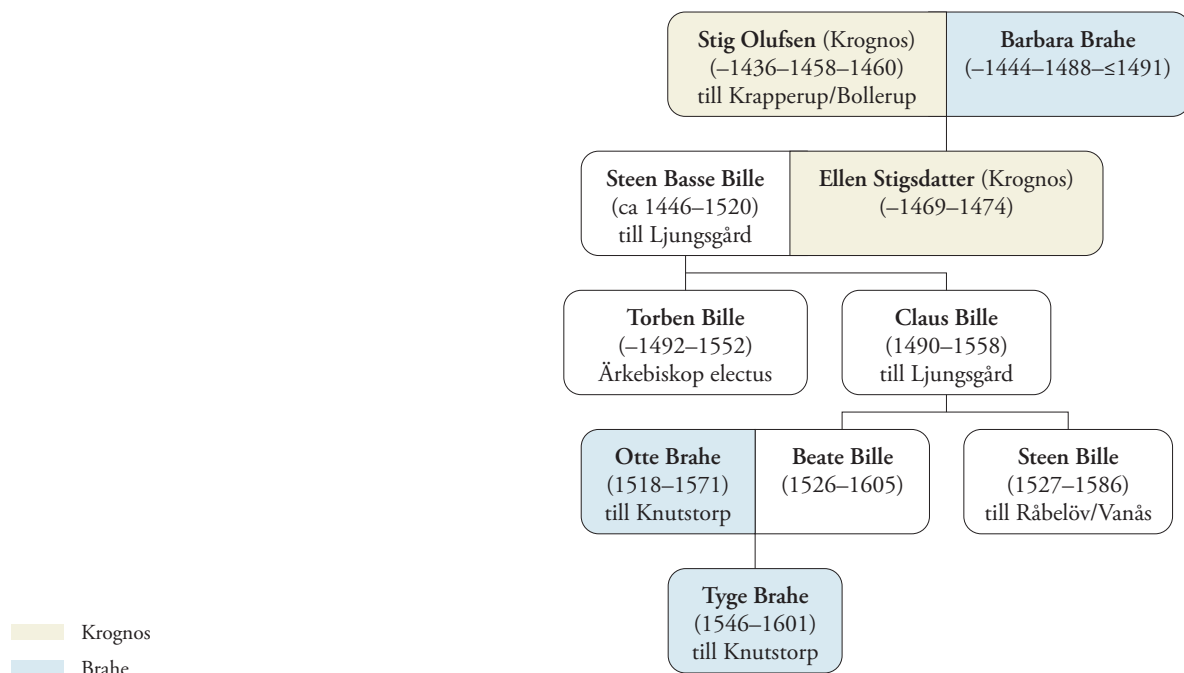 Stig Olufsen (Krognos)
(–1436–1458–1460)
till Krapperup/Bollerup
Barbara Brahe
(–1444–1488–≤1491)
Steen Basse Bille
(ca 1446–1520)
till Ljungsgård
Ellen Stigsdatter (Krognos)
(–1469–1474)
Torben Bille
(–1492–1552)
Ärkebiskop electus
Claus Bille
(1490–1558)
till Ljungsgård
Otte Brahe
(1518–1571)
till Knutstorp
Beate Bille
(1526–1605)
Steen Bille
(1527–1586)
till Råbelöv/Vanås
Tyge Brahe
(1546–1601)
till Knutstorp
Krognos
Brahe